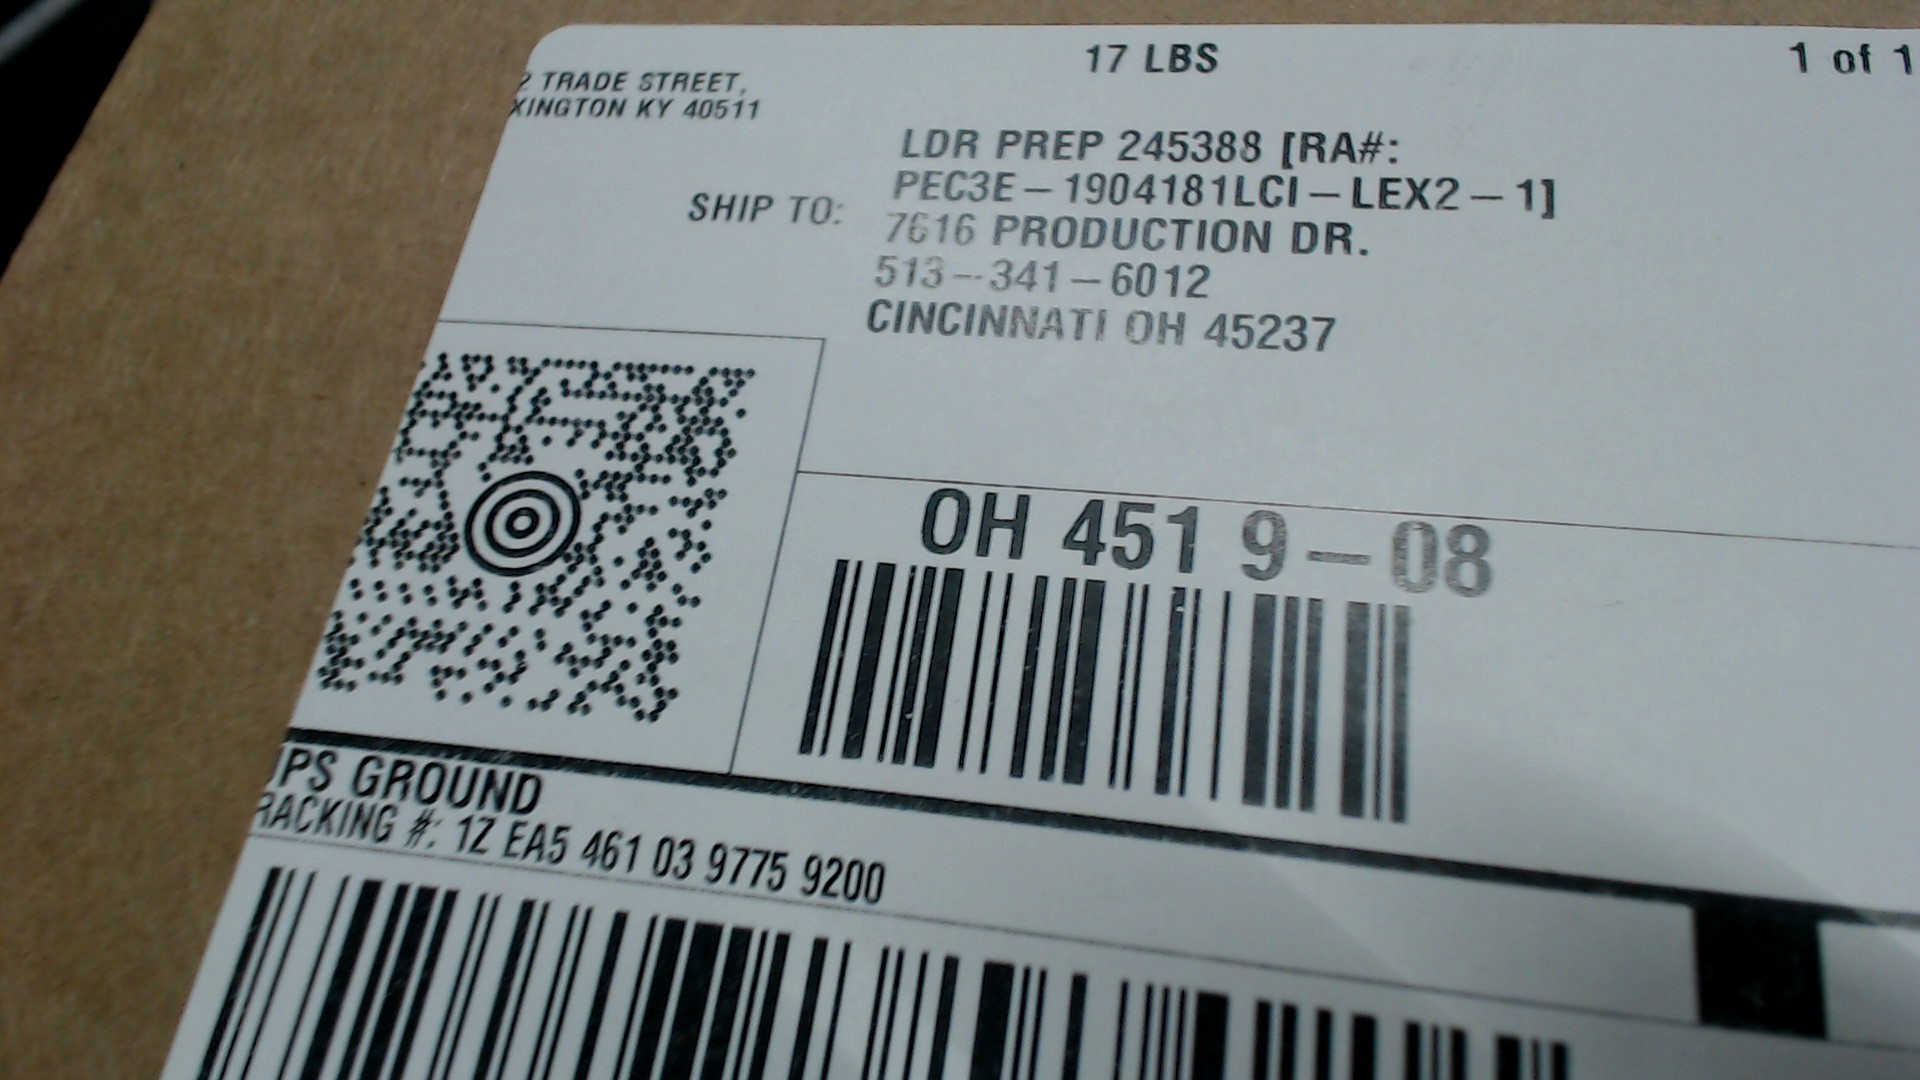 17 LBS
1 of 1
2 TRADE STREET,
XINGTON KY 40511
SHIP TO:
LDR PREP 245388 [RA#:
PEC3E-1904181LCI-LEX2-1]
7616 PRODUCTION DR.
513-341-6012
CINCINNATI OH 45237
OH 451 9-08
UPS GROUND
RACKING #: 1Z EA5 461 03 9775 9200